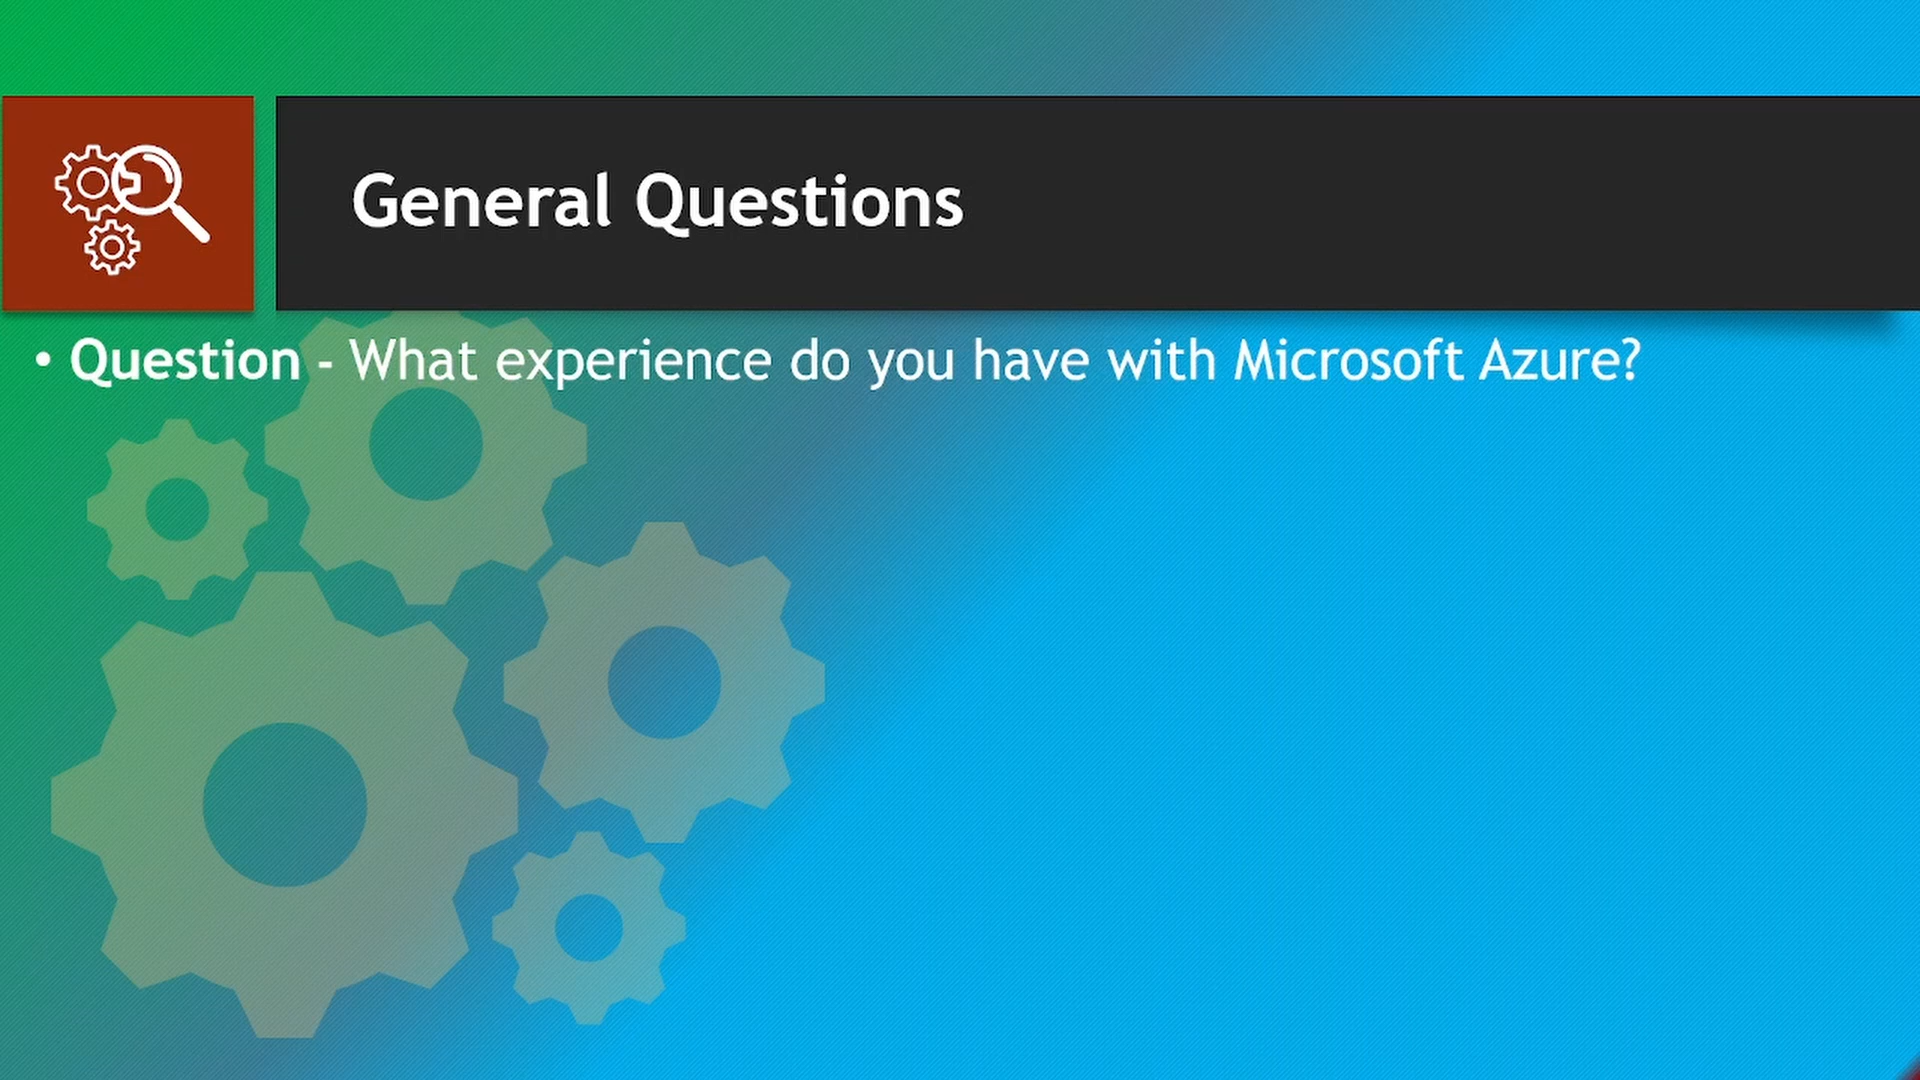 General Questions
• Question - What experience do you have with Microsoft Azure?